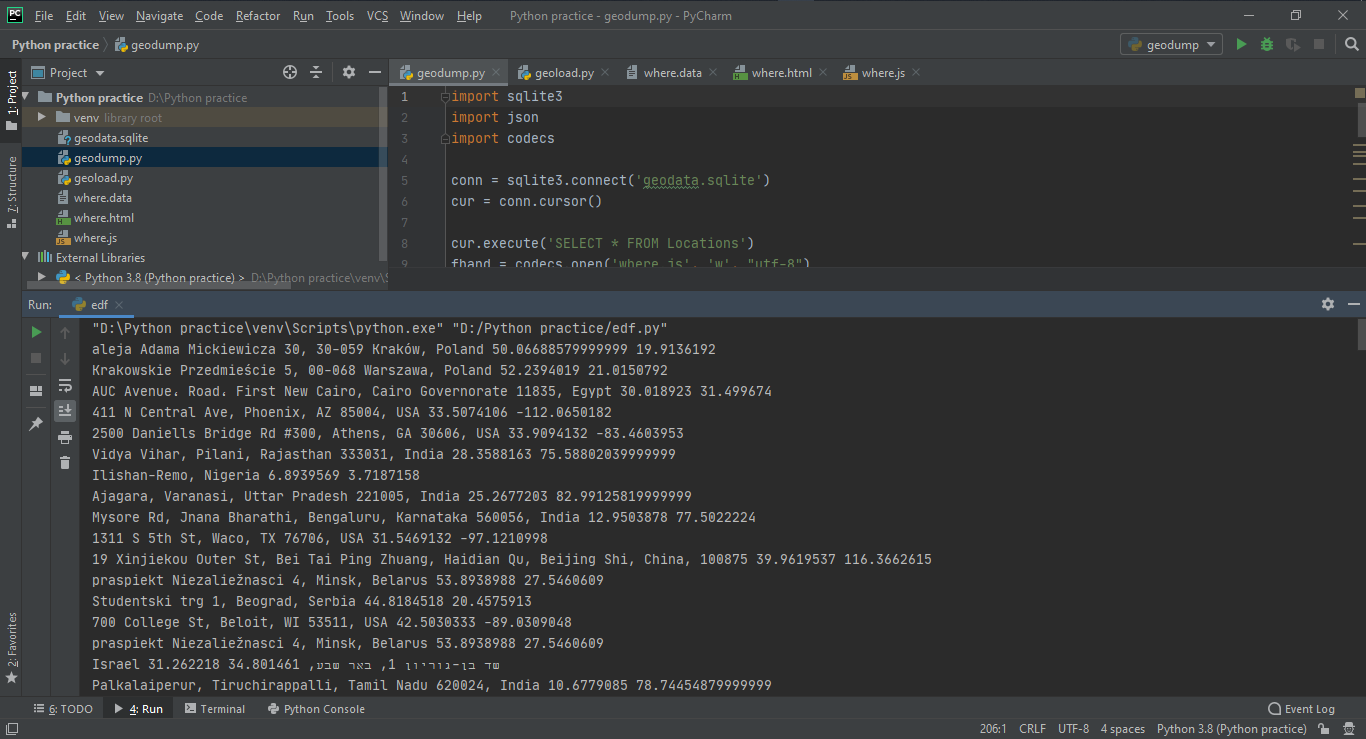 File Edit View Navigate Code Refactor Run Tools VCS Window Help Python practice - geodump.py - PyCharm
Python practice geodump.py geodump
Project geodump.py geoload.py where.data where.html where.js
1: Project
Python practice D:\Python practice
venv library root
geodata.sqlite
geodump.py
geoload.py
where.data
where.html
where.js
External Libraries
< Python 3.8 (Python practice) > D:\Python practice\venv\S
7: Structure
2: Favorites
1 import sqlite3
2 import json
3 import codecs
4
5 conn = sqlite3.connect('geodata.sqlite')
6 cur = conn.cursor()
7
8 cur.execute('SELECT * FROM Locations')
9 fhand = codecs.open('where.js', 'w', "utf-8")
Run: edf
"D:\Python practice\venv\Scripts\python.exe" "D:/Python practice/edf.py"
aleja Adama Mickiewicza 30, 30-059 Kraków, Poland 50.06688579999999 19.9136192
Krakowskie Przedmieście 5, 00-068 Warszawa, Poland 52.2394019 21.0150792
AUC Avenue، Road، First New Cairo, Cairo Governorate 11835, Egypt 30.018923 31.499674
411 N Central Ave, Phoenix, AZ 85004, USA 33.5074106 -112.0650182
2500 Daniells Bridge Rd #300, Athens, GA 30606, USA 33.9094132 -83.4603953
Vidya Vihar, Pilani, Rajasthan 333031, India 28.3588163 75.58802039999999
Ilishan-Remo, Nigeria 6.8939569 3.7187158
Ajagara, Varanasi, Uttar Pradesh 221005, India 25.2677203 82.99125819999999
Mysore Rd, Jnana Bharathi, Bengaluru, Karnataka 560056, India 12.9503878 77.5022224
1311 S 5th St, Waco, TX 76706, USA 31.5469132 -97.1210998
19 Xinjiekou Outer St, Bei Tai Ping Zhuang, Haidian Qu, Beijing Shi, China, 100875 39.9619537 116.3662615
praspiekt Niezaliežnasci 4, Minsk, Belarus 53.8938988 27.5460609
Studentski trg 1, Beograd, Serbia 44.8184518 20.4575913
700 College St, Beloit, WI 53511, USA 42.5030333 -89.0309048
praspiekt Niezaliežnasci 4, Minsk, Belarus 53.8938988 27.5460609
שד בן-גוריון 1, באר שבע, Israel 31.262218 34.801461
Palkalaiperur, Tiruchirappalli, Tamil Nadu 620024, India 10.6779085 78.74454879999999
6: TODO 4: Run Terminal Python Console Event Log
206:1 CRLF UTF-8 4 spaces Python 3.8 (Python practice)